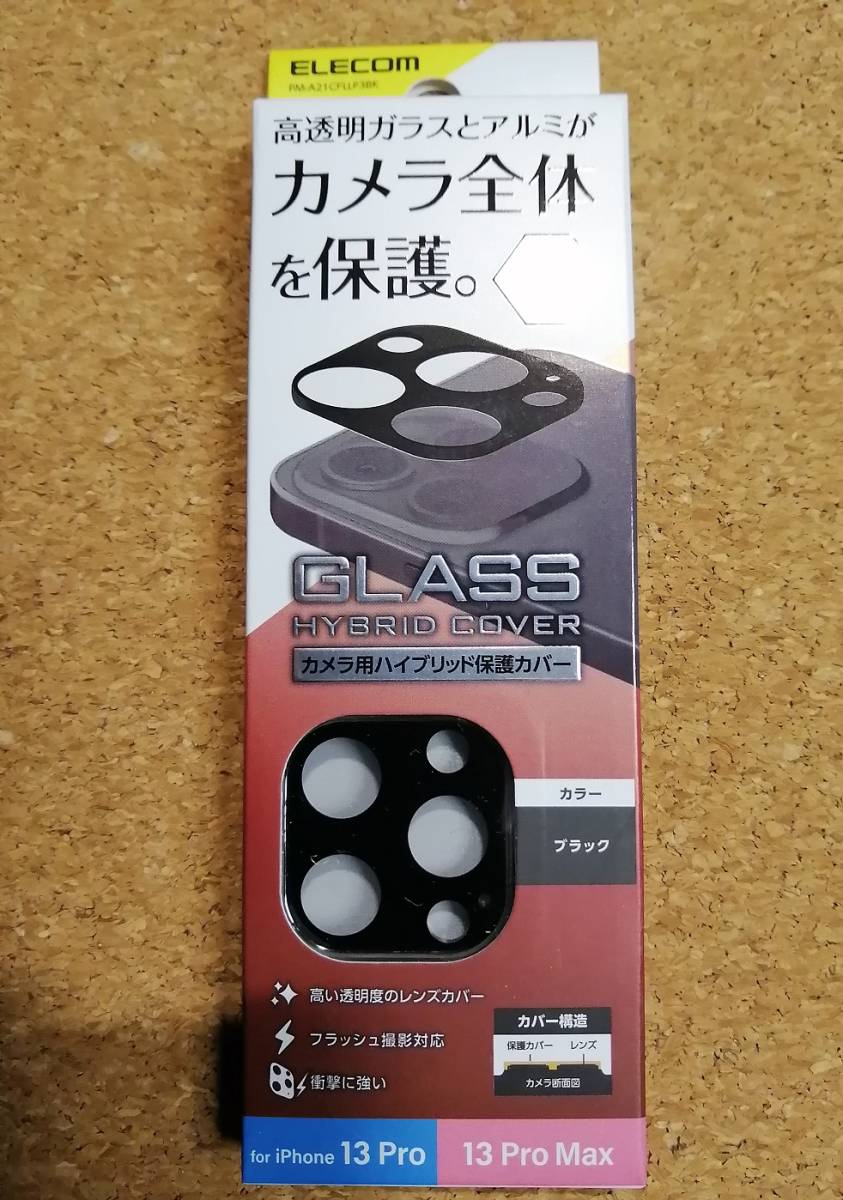 ELECOM
PM-A21CFLLP3BK
高透明ガラスとアルミが
カメラ全体
を保護。
GLASS
HYBRID COVER
カメラ用ハイブリッド保護カバー
カラー
ブラック
高い透明度のレンズカバー
フラッシュ撮影対応
衝撃に強い
カバー構造
保護カバー レンズ
カメラ断面図
for iPhone 13 Pro 13 Pro Max